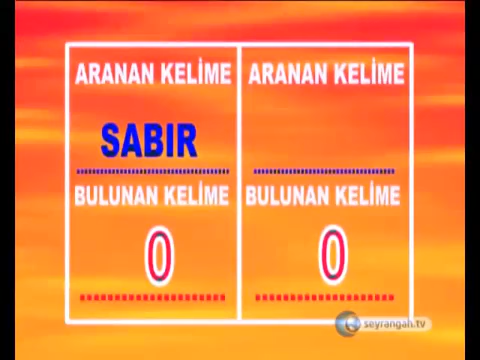 ARANAN KELİME
SABIR
BULUNAN KELİME
0
ARANAN KELİME
BULUNAN KELİME
0
seyrangah.tv